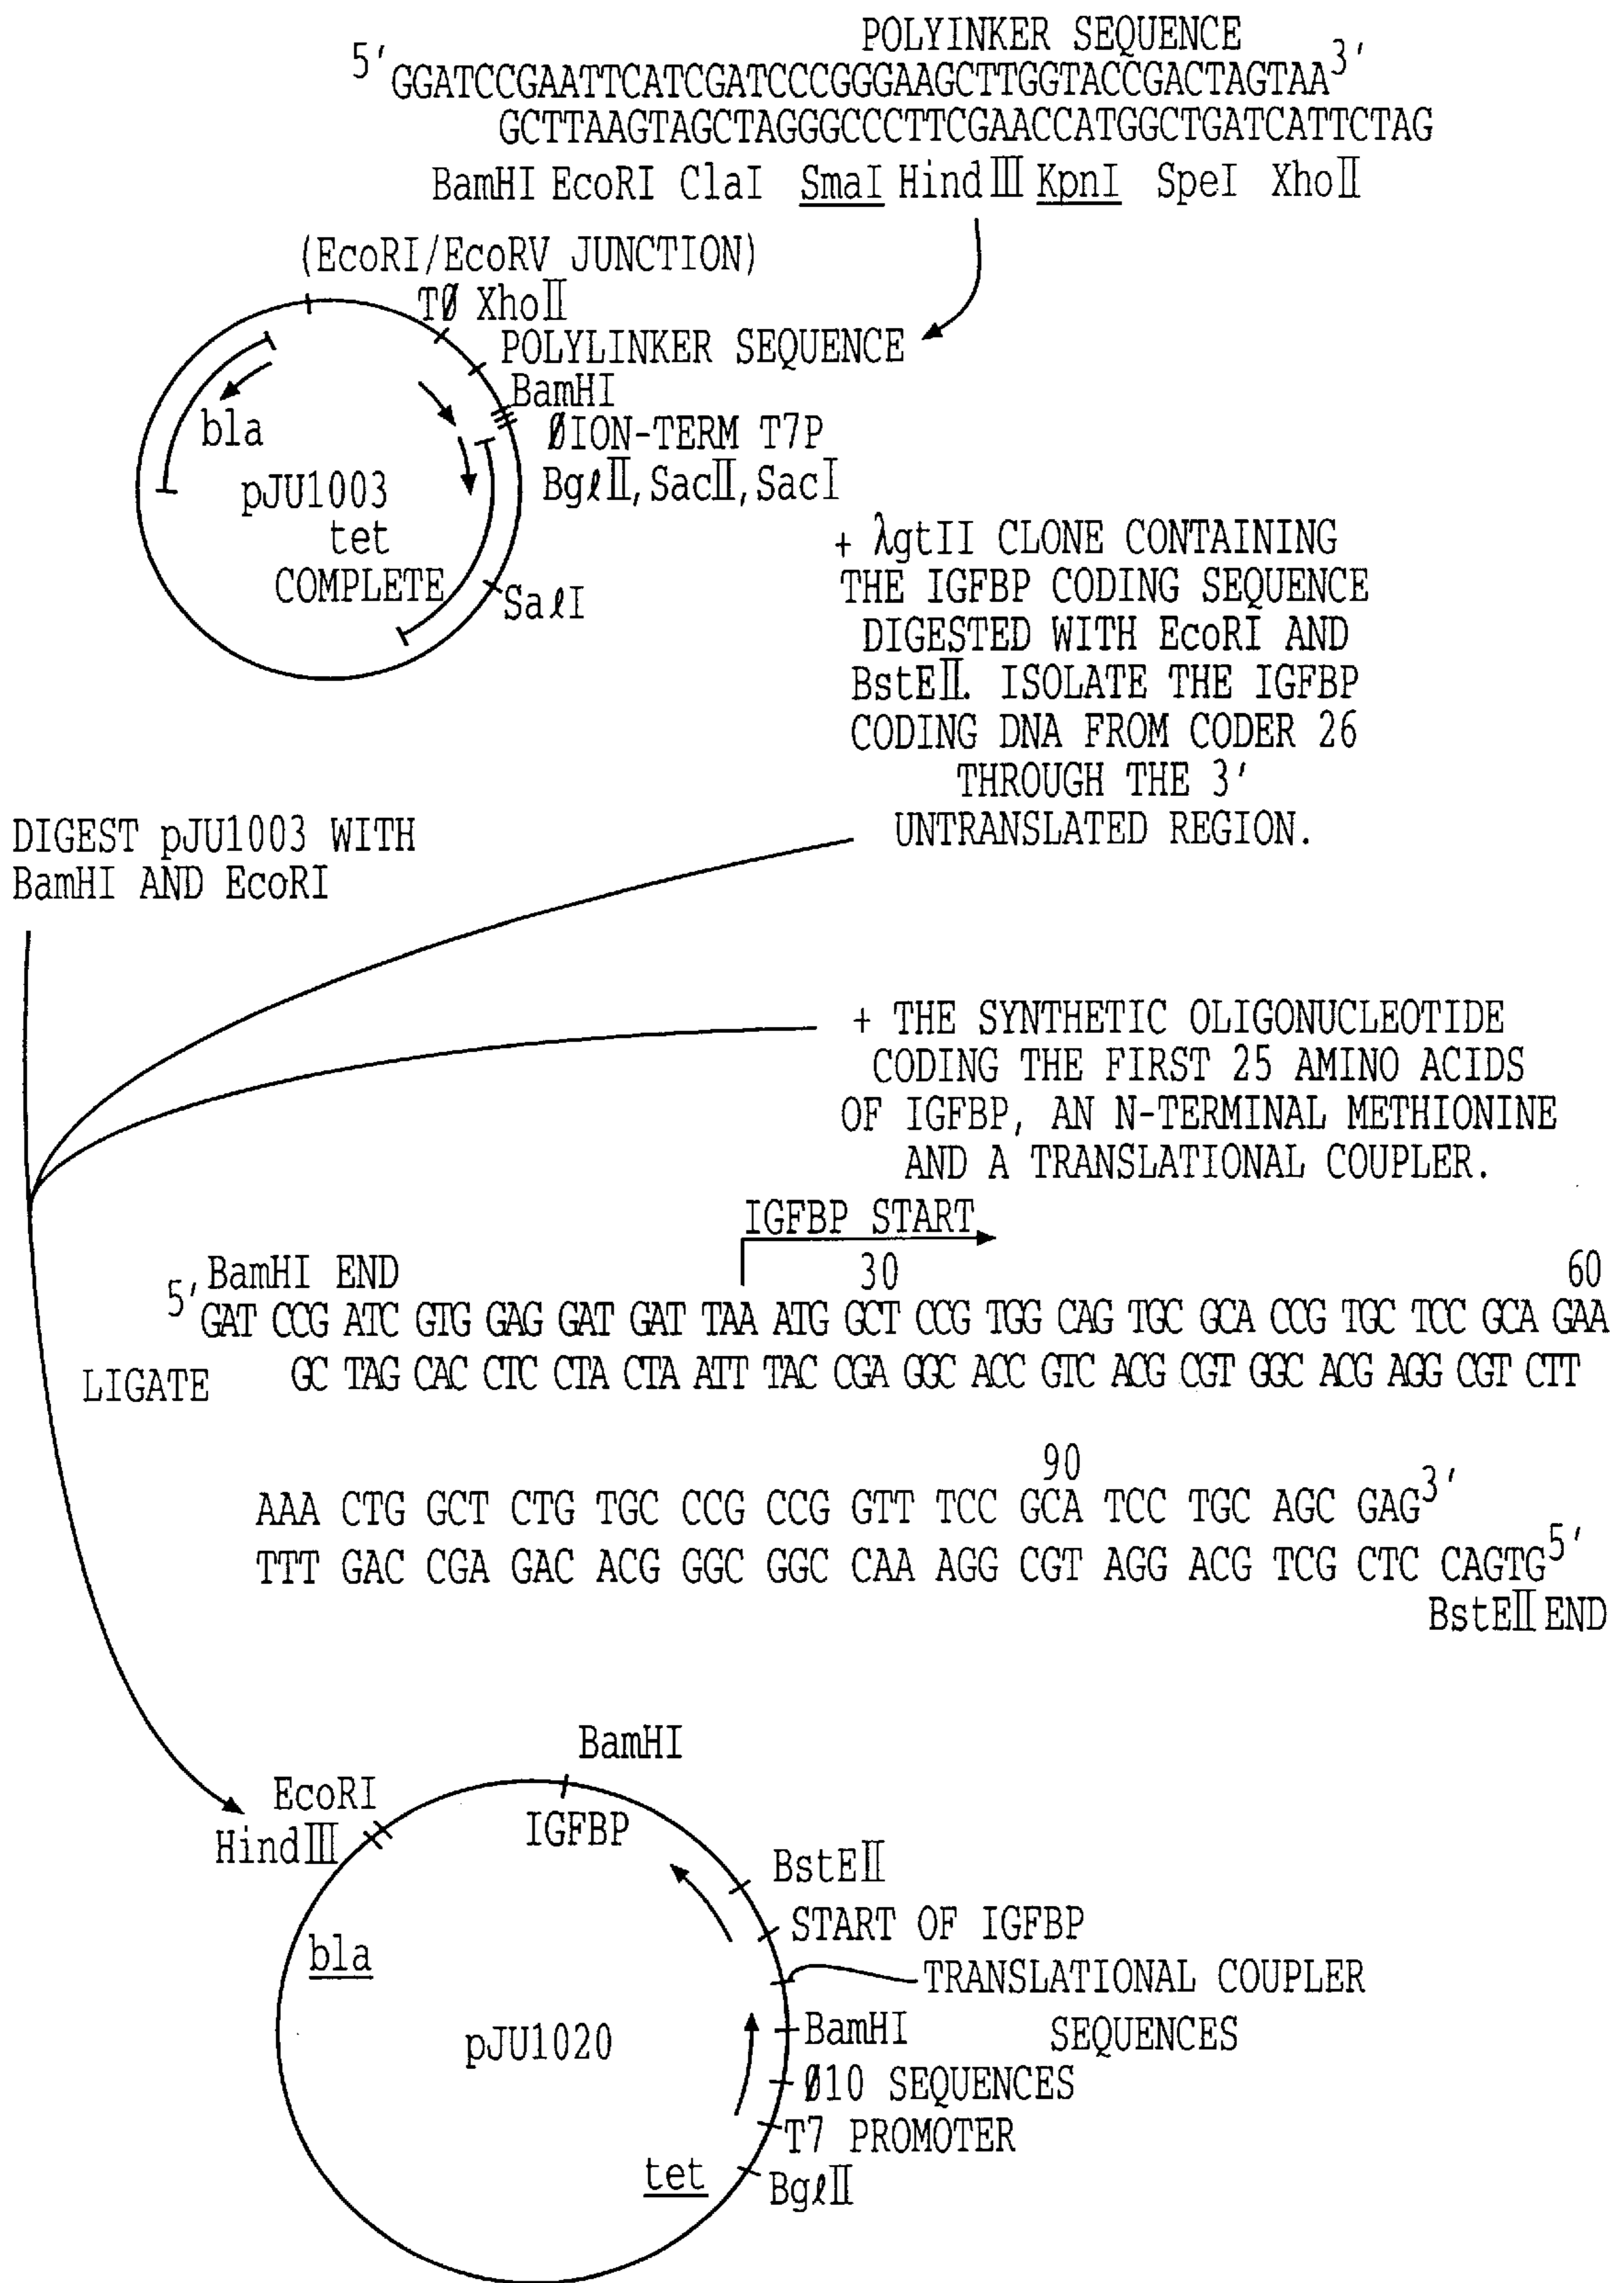 POLYINKER SEQUENCE
5' GGATCCGAATTCATCGATCCCGGGAAGCTTGGTACCGACTAGTAA 3'
GCTTAAGTAGCTAGGGCCCTTCGAACCATGGCTGATCATTCTAG
BamHI EcoRI ClaI SmaI HindⅢ KpnI SpeI XhoⅡ
(EcoRI/EcoRV JUNCTION)
TØ XhoⅡ
POLYLINKER SEQUENCE
BamHI
ØION-TERM T7P
BglⅡ, SacⅡ, SacI
bla
pJU1003
tet
COMPLETE
SalI
+ λgtII CLONE CONTAINING
THE IGFBP CODING SEQUENCE
DIGESTED WITH EcoRI AND
BstEⅡ. ISOLATE THE IGFBP
CODING DNA FROM CODER 26
THROUGH THE 3'
UNTRANSLATED REGION.
DIGEST pJU1003 WITH
BamHI AND EcoRI
+ THE SYNTHETIC OLIGONUCLEOTIDE
CODING THE FIRST 25 AMINO ACIDS
OF IGFBP, AN N-TERMINAL METHIONINE
AND A TRANSLATIONAL COUPLER.
IGFBP START
BamHI END 30 60
5' GAT CCG ATC GTG GAG GAT GAT TAA ATG GCT CCG TGG CAG TGC GCA CCG TGC TCC GCA GAA
GC TAG CAC CTC CTA CTA ATT TAC CGA GGC ACC GTC ACG CGT GGC ACG AGG CGT CTT
LIGATE
90
AAA CTG GCT CTG TGC CCG CCG GTT TCC GCA TCC TGC AGC GAG 3'
TTT GAC CGA GAC ACG GGC GGC CAA AGG CGT AGG ACG TCG CTC CAGTG 5'
BstEⅡ END
BamHI
EcoRI
HindⅢ
IGFBP
BstEⅡ
START OF IGFBP
TRANSLATIONAL COUPLER
SEQUENCES
bla
BamHI
pJU1020
Ø10 SEQUENCES
T7 PROMOTER
tet
BglⅡ